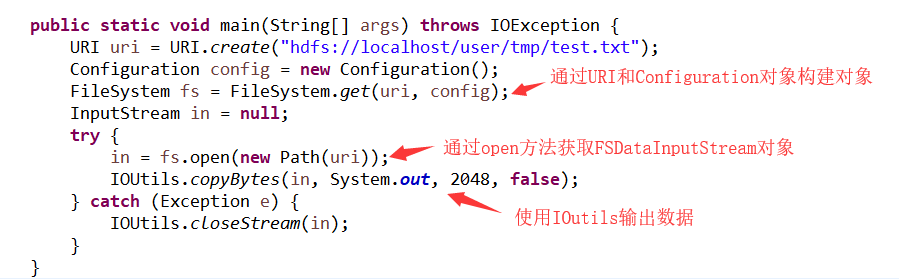 public static void main(String[] args) throws IOException {
URI uri = URI.create("hdfs://localhost/user/tmp/test.txt");
Configuration config = new Configuration();
FileSystem fs = FileSystem.get(uri, config);
通过URI和Configuration对象构建对象
InputStream in = null;
try {
in = fs.open(new Path(uri));
通过open方法获取FSDataInputStream对象
IOUtils.copyBytes(in, System.out, 2048, false);
使用IOutils输出数据
} catch (Exception e) {
IOUtils.closeStream(in);
}
}